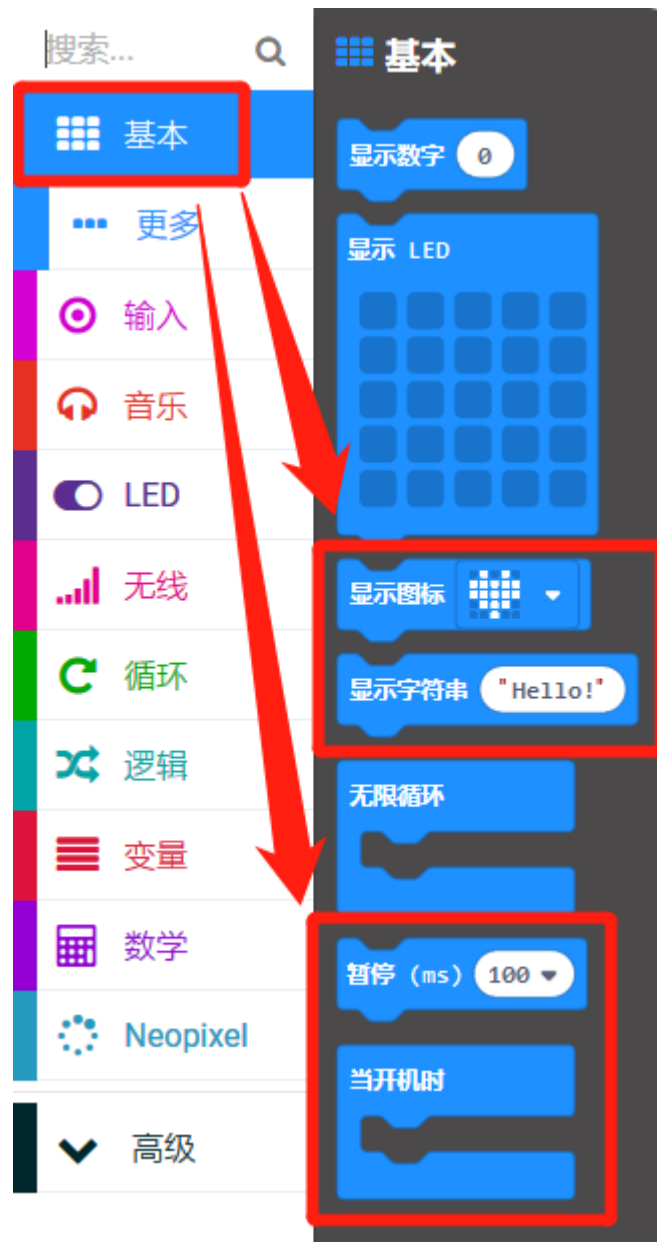 搜索...
基本
更多
输入
音乐
LED
无线
循环
逻辑
变量
数学
Neopixel
高级
基本
显示数字 0
显示 LED
显示图标
显示字符串 "Hello!"
无限循环
暂停 (ms) 100
当开机时